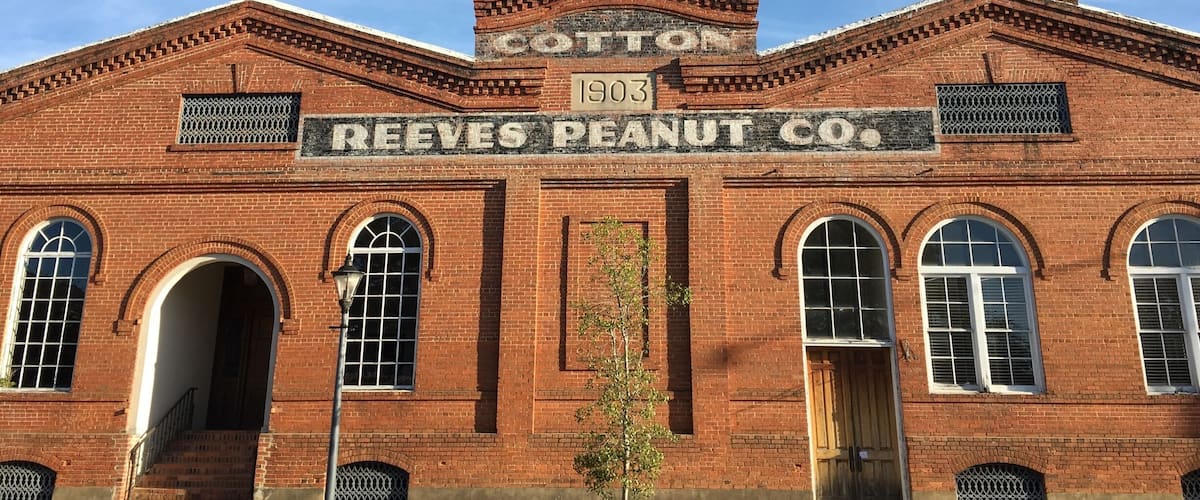 COTTON
1903
REEVES PEANUT CO.